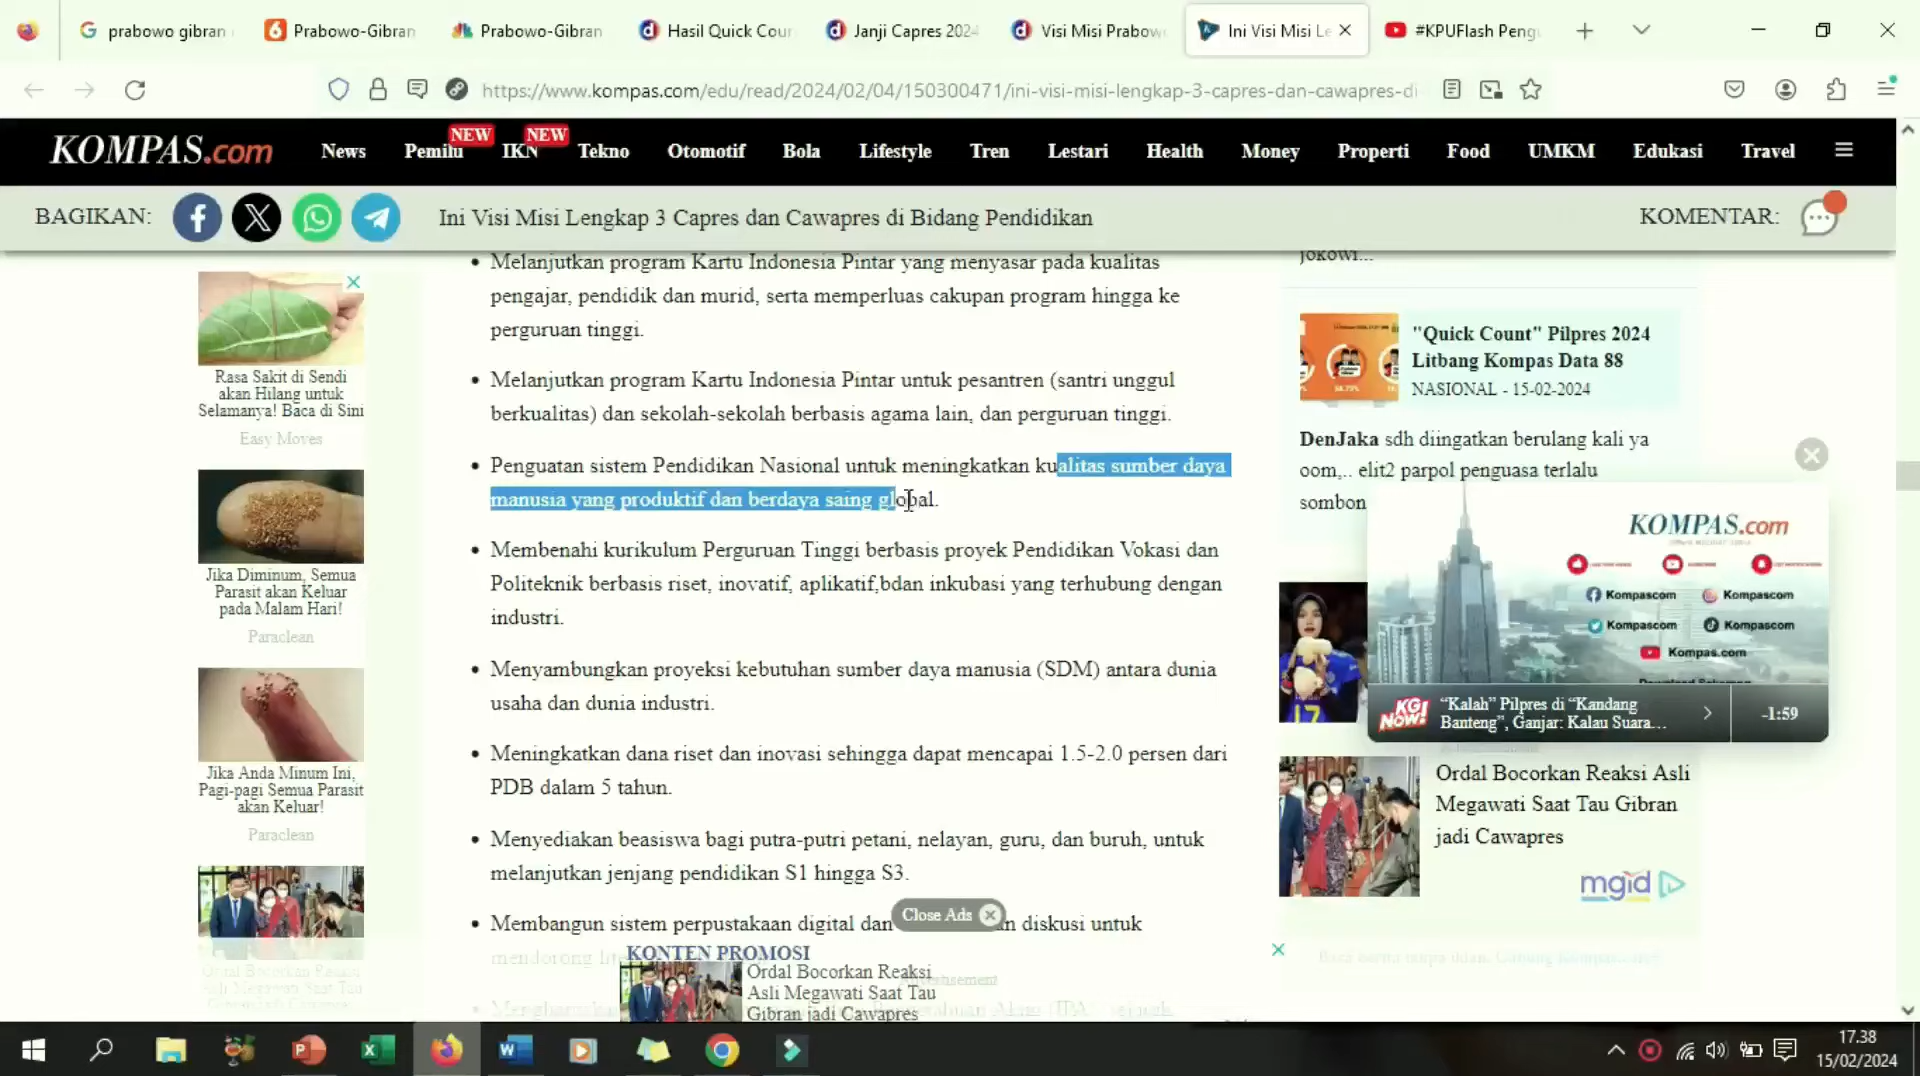 prabowo gibran
Prabowo-Gibran
Prabowo-Gibran
Hasil Quick Cour
Janji Capres 2024
Visi Misi Prabow
Ini Visi Misi Le
#KPUFlash Peng
https://www.kompas.com/edu/read/2024/02/04/150300471/ini-visi-misi-lengkap-3-capres-dan-cawapres-di
KOMPAS.com
News
Pemilu
NEW
IKN
NEW
Tekno
Otomotif
Bola
Lifestyle
Tren
Lestari
Health
Money
Properti
Food
UMKM
Edukasi
Travel
BAGIKAN:
Ini Visi Misi Lengkap 3 Capres dan Cawapres di Bidang Pendidikan
KOMENTAR:
Melanjutkan program Kartu Indonesia Pintar yang menyasar pada kualitas
pengajar, pendidik dan murid, serta memperluas cakupan program hingga ke
perguruan tinggi.
Melanjutkan program Kartu Indonesia Pintar untuk pesantren (santri unggul
berkualitas) dan sekolah-sekolah berbasis agama lain, dan perguruan tinggi.
Penguatan sistem Pendidikan Nasional untuk meningkatkan kualitas sumber daya
manusia yang produktif dan berdaya saing global.
Membenahi kurikulum Perguruan Tinggi berbasis proyek Pendidikan Vokasi dan
Politeknik berbasis riset, inovatif, aplikatif,bdan inkubasi yang terhubung dengan
industri.
Menyambungkan proyeksi kebutuhan sumber daya manusia (SDM) antara dunia
usaha dan dunia industri.
Meningkatkan dana riset dan inovasi sehingga dapat mencapai 1.5-2.0 persen dari
PDB dalam 5 tahun.
Menyediakan beasiswa bagi putra-putri petani, nelayan, guru, dan buruh, untuk
melanjutkan jenjang pendidikan S1 hingga S3.
Membangun sistem perpustakaan digital dan n diskusi untuk
mendorong
Close Ads
KONTEN PROMOSI
Ordal Bocorkan Reaksi
Asli Megawati Saat Tau
Gibran jadi Cawapres
Advertisement
Rasa Sakit di Sendi
akan Hilang untuk
Selamanya! Baca di Sini
Easy Moves
Jika Diminum, Semua
Parasit akan Keluar
pada Malam Hari!
Paraclean
Jika Anda Minum Ini,
Pagi-pagi Semua Parasit
akan Keluar!
Paraclean
Ordal Bocorkan Reaksi
Asli Megawati Saat Tau
jokowi...
"Quick Count" Pilpres 2024
Litbang Kompas Data 88
NASIONAL - 15-02-2024
DenJaka sdh diingatkan berulang kali ya
oom,.. elit2 parpol penguasa terlalu
sombon
KOMPAS.com
Kompascom
Kompascom
Kompascom
Kompascom
Kompas.com
KG NOW!
“Kalah” Pilpres di “Kandang
Banteng”, Ganjar: Kalau Suara...
-1:59
Ordal Bocorkan Reaksi Asli
Megawati Saat Tau Gibran
jadi Cawapres
mgid
17.38
15/02/2024